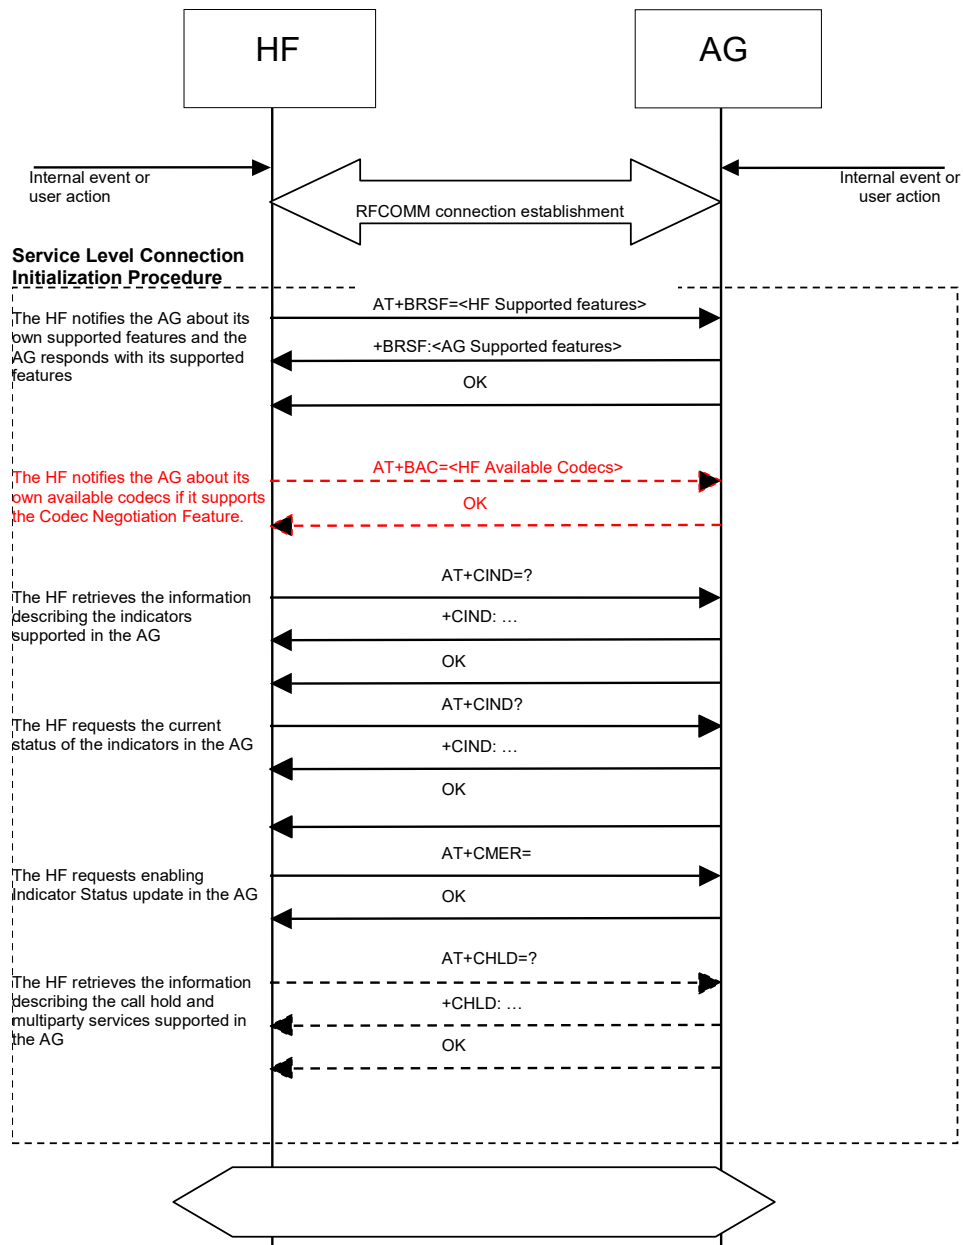 HF
AG
Internal event or
user action
Internal event or
user action
RFCOMM connection establishment
Service Level Connection
Initialization Procedure
AT+BRSF=<HF Supported features>
The HF notifies the AG about its
own supported features and the
AG responds with its supported
features
+BRSF:<AG Supported features>
OK
AT+BAC=<HF Available Codecs>
The HF notifies the AG about its
own available codecs if it supports
the Codec Negotiation Feature.
OK
AT+CIND=?
The HF retrieves the information
describing the indicators
supported in the AG
+CIND: …
OK
AT+CIND?
The HF requests the current
status of the indicators in the AG
+CIND: …
OK
AT+CMER=
The HF requests enabling
Indicator Status update in the AG
OK
AT+CHLD=?
The HF retrieves the information
describing the call hold and
multiparty services supported in
the AG
+CHLD: …
OK